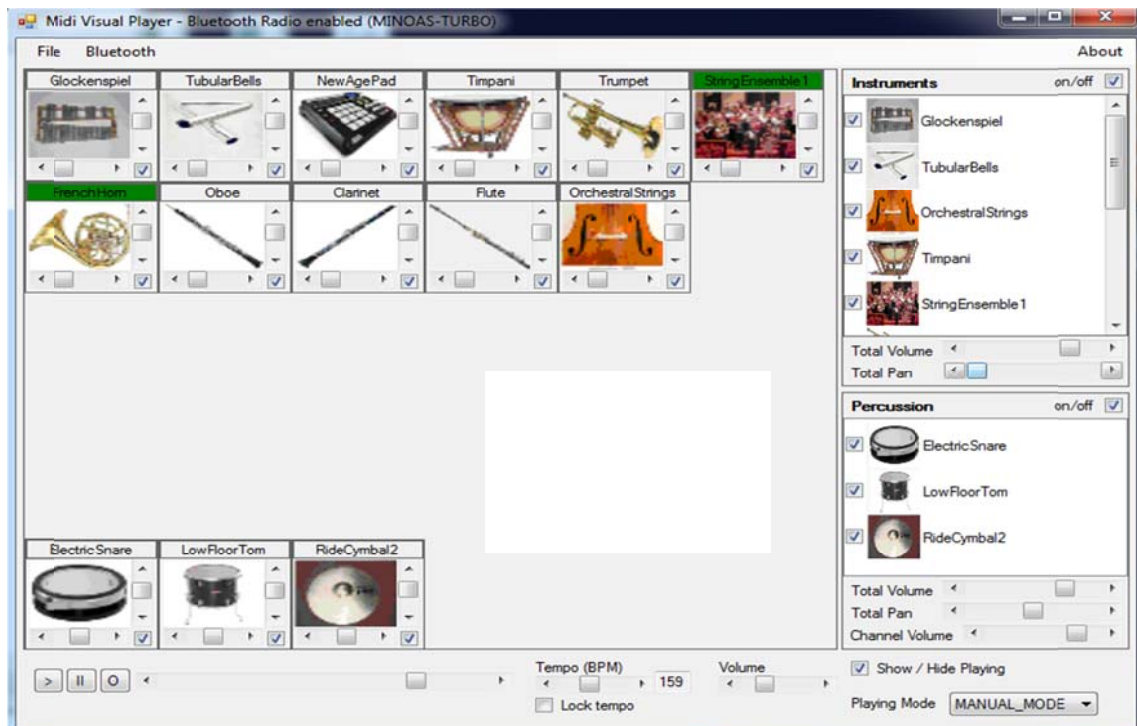 Midi Visual Player - Bluetooth Radio enabled (MINOAS-TURBO)
File Bluetooth About
Glockenspiel TubularBells NewAgePad Timpani Trumpet StringEnsemble1
FrenchHorn Oboe Clarinet Flute OrchestralStrings
ElectricSnare LowFloorTom RideCymbal2
Instruments on/off
Glockenspiel
TubularBells
OrchestralStrings
Timpani
StringEnsemble1
Total Volume
Total Pan
Percussion on/off
ElectricSnare
LowFloorTom
RideCymbal2
Total Volume
Total Pan
Channel Volume
> II O
Tempo (BPM)
159
Lock tempo
Volume
Show / Hide Playing
Playing Mode MANUAL_MODE